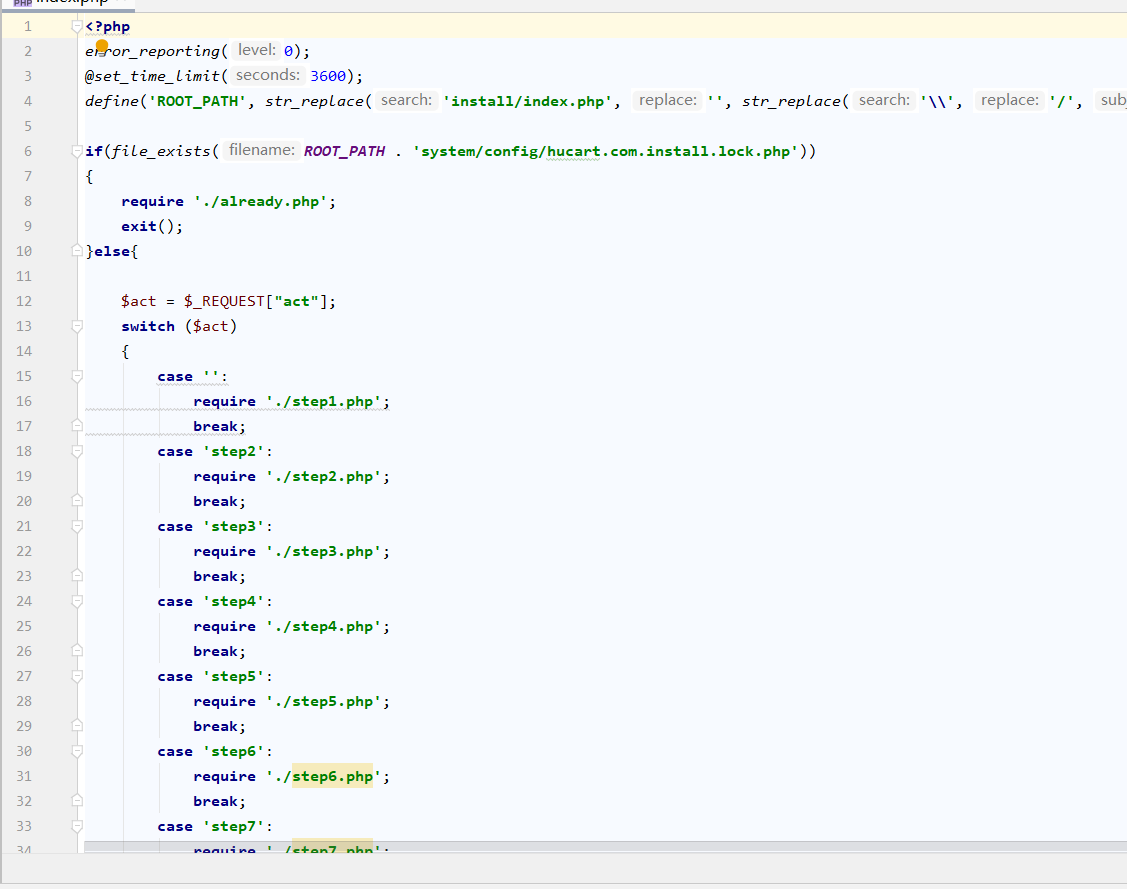 PHP index.php
1 <?php
2 error_reporting( level: 0);
3 @set_time_limit( seconds: 3600);
4 define('ROOT_PATH', str_replace( search: 'install/index.php', replace: '', str_replace( search: '\\', replace: '/', sub
5
6 if(file_exists( filename: ROOT_PATH . 'system/config/hucart.com.install.lock.php'))
7 {
8 require './already.php';
9 exit();
10 }else{
11
12 $act = $_REQUEST["act"];
13 switch ($act)
14 {
15 case '':
16 require './step1.php';
17 break;
18 case 'step2':
19 require './step2.php';
20 break;
21 case 'step3':
22 require './step3.php';
23 break;
24 case 'step4':
25 require './step4.php';
26 break;
27 case 'step5':
28 require './step5.php';
29 break;
30 case 'step6':
31 require './step6.php';
32 break;
33 case 'step7':
34 require './step7.php';